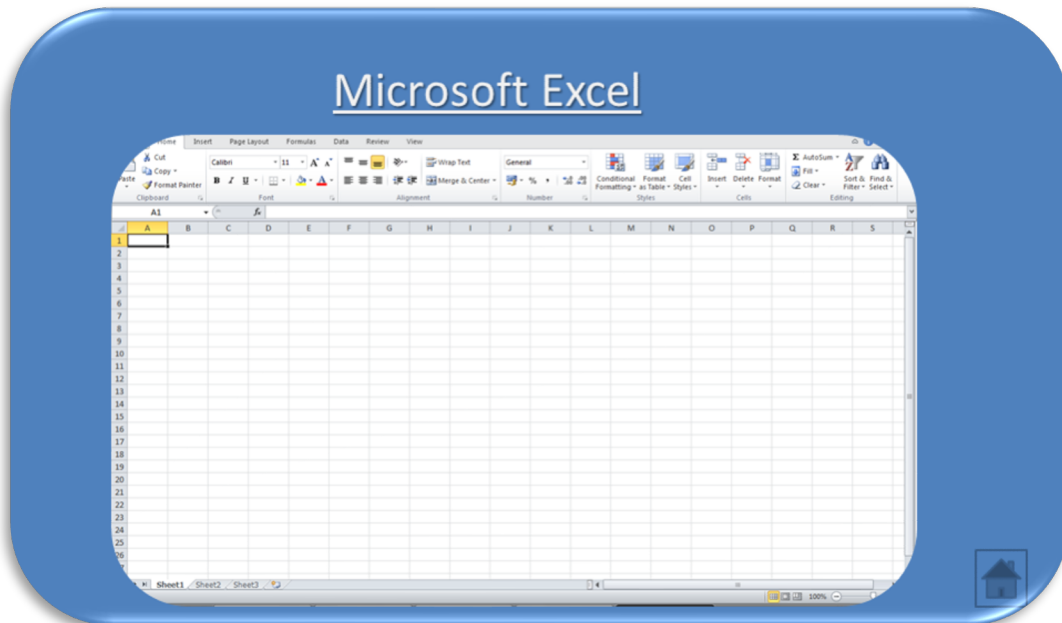 Microsoft Excel
Home Insert Page Layout Formulas Data Review View
Cut
Copy
Format Painter
Clipboard
Calibri 11 A A
B I U A
Font
Wrap Text
Merge & Center
Alignment
General
%
Number
Conditional Formatting
Format as Table
Cell Styles
Styles
Insert Delete Format
Cells
Σ AutoSum
Fill
Clear
Sort & Filter
Find & Select
Editing
A1 fx
A B C D E F G H I J K L M N O P Q R S
1
2
3
4
5
6
7
8
9
10
11
12
13
14
15
16
17
18
19
20
21
22
23
24
25
26
Sheet1 Sheet2 Sheet3
100%